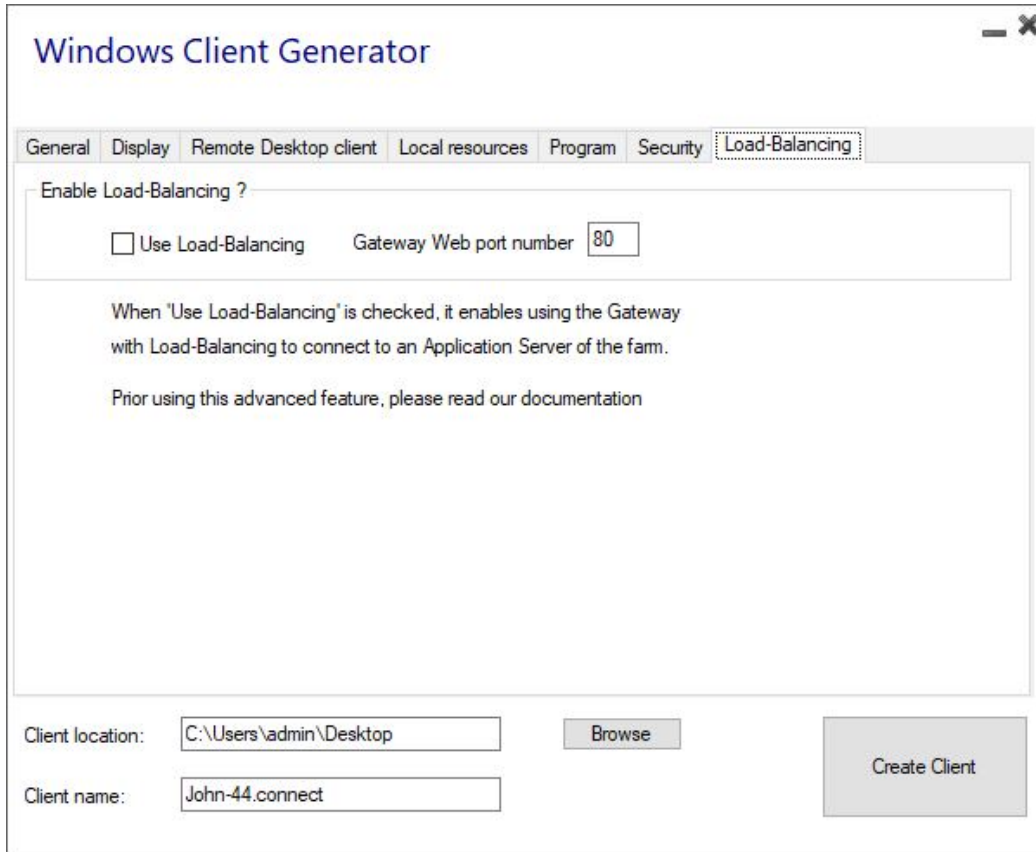 Windows Client Generator
General Display Remote Desktop client Local resources Program Security Load-Balancing
Enable Load-Balancing ?
Use Load-Balancing Gateway Web port number 80
When "Use Load-Balancing" is checked, it enables using the Gateway
with Load-Balancing to connect to an Application Server of the farm.
Prior using this advanced feature, please read our documentation
Client location: C:\Users\admin\Desktop Browse
Create Client
Client name: John-44.connect